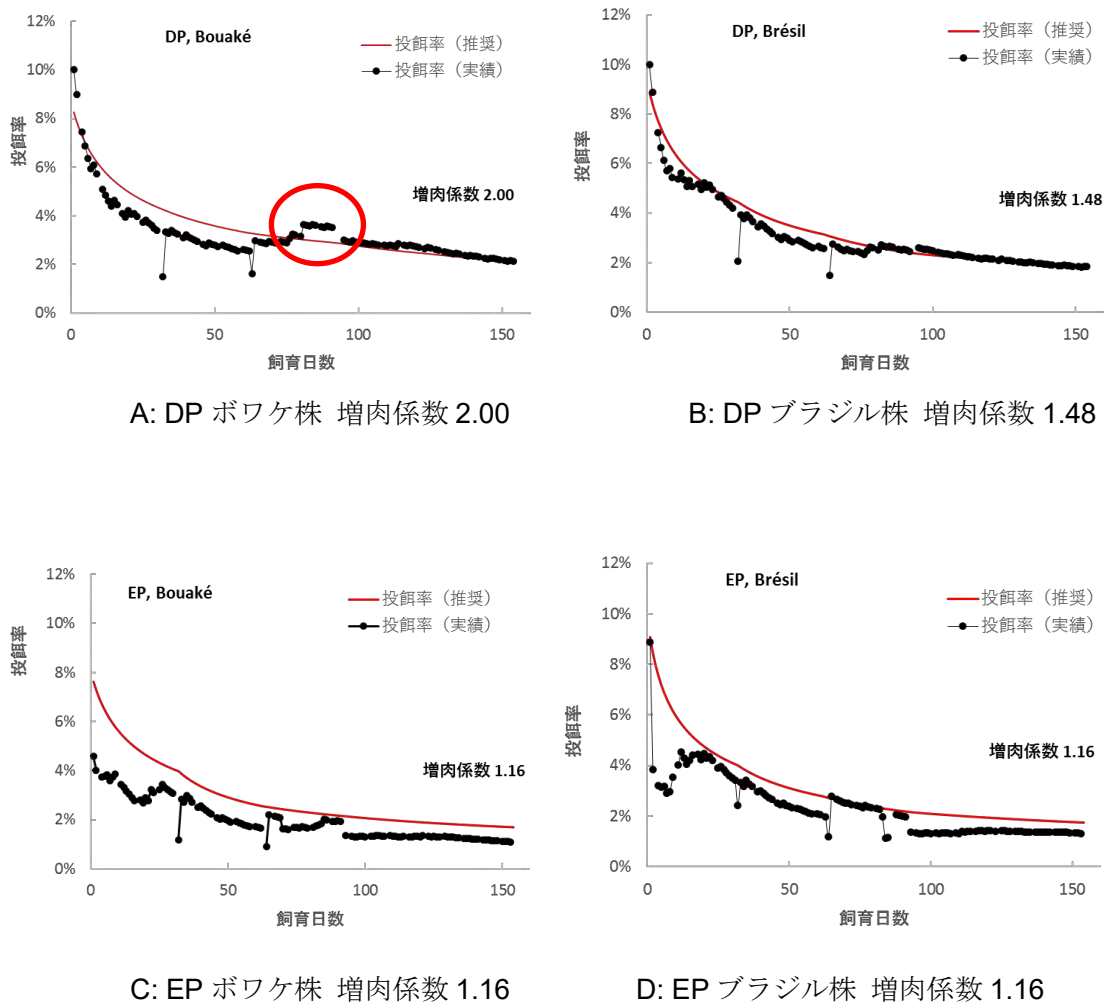 DP, Bouaké
投餌率（推奨）
投餌率（実績）
増肉係数 2.00
投餌率
12%
10%
8%
6%
4%
2%
0%
0
50
100
150
飼育日数
A: DP ボワケ株 増肉係数 2.00
DP, Brésil
投餌率（推奨）
投餌率（実績）
増肉係数 1.48
投餌率
12%
10%
8%
6%
4%
2%
0%
0
50
100
150
飼育日数
B: DP ブラジル株 増肉係数 1.48
EP, Bouaké
投餌率（推奨）
投餌率（実績）
増肉係数 1.16
投餌率
12%
10%
8%
6%
4%
2%
0%
0
50
100
150
飼育日数
C: EP ボワケ株 増肉係数 1.16
EP, Brésil
投餌率（推奨）
投餌率（実績）
増肉係数 1.16
投餌率
12%
10%
8%
6%
4%
2%
0%
0
50
100
150
飼育日数
D: EP ブラジル株 増肉係数 1.16